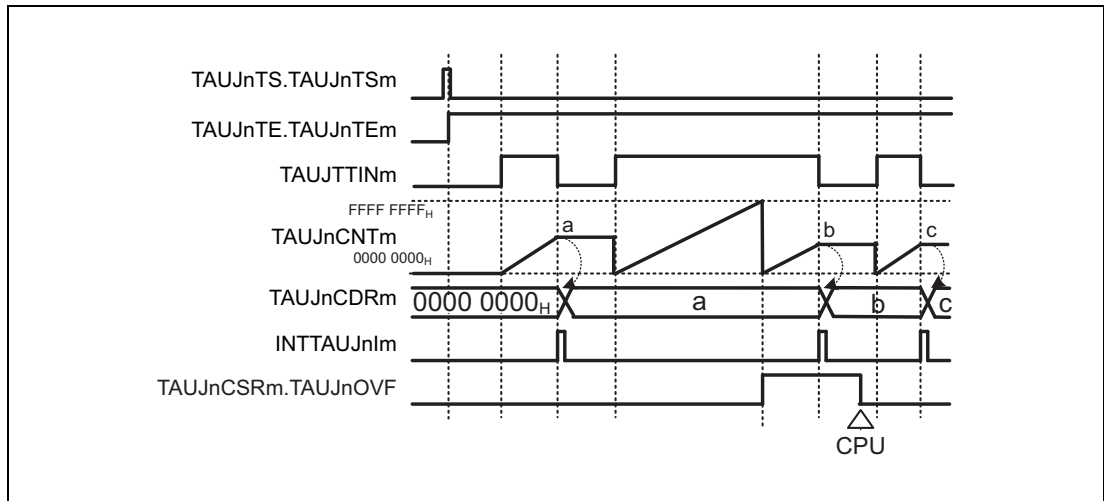 TAUJnTS.TAUJnTSm
TAUJnTE.TAUJnTEm
TAUJTTINm
FFFF FFFFH
TAUJnCNTm
0000 0000H
a
b
c
TAUJnCDRm
0000 0000H
a
b
c
INTTAUJnIm
TAUJnCSRm.TAUJnOVF
CPU